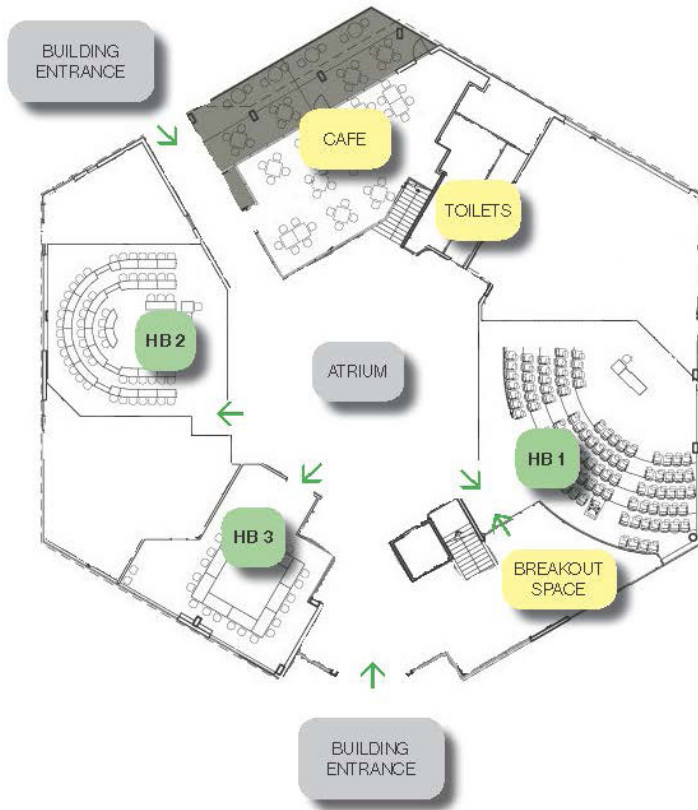 BUILDING
ENTRANCE
CAFE
TOILETS
HB 2
ATRIUM
HB 1
HB 3
BREAKOUT
SPACE
BUILDING
ENTRANCE